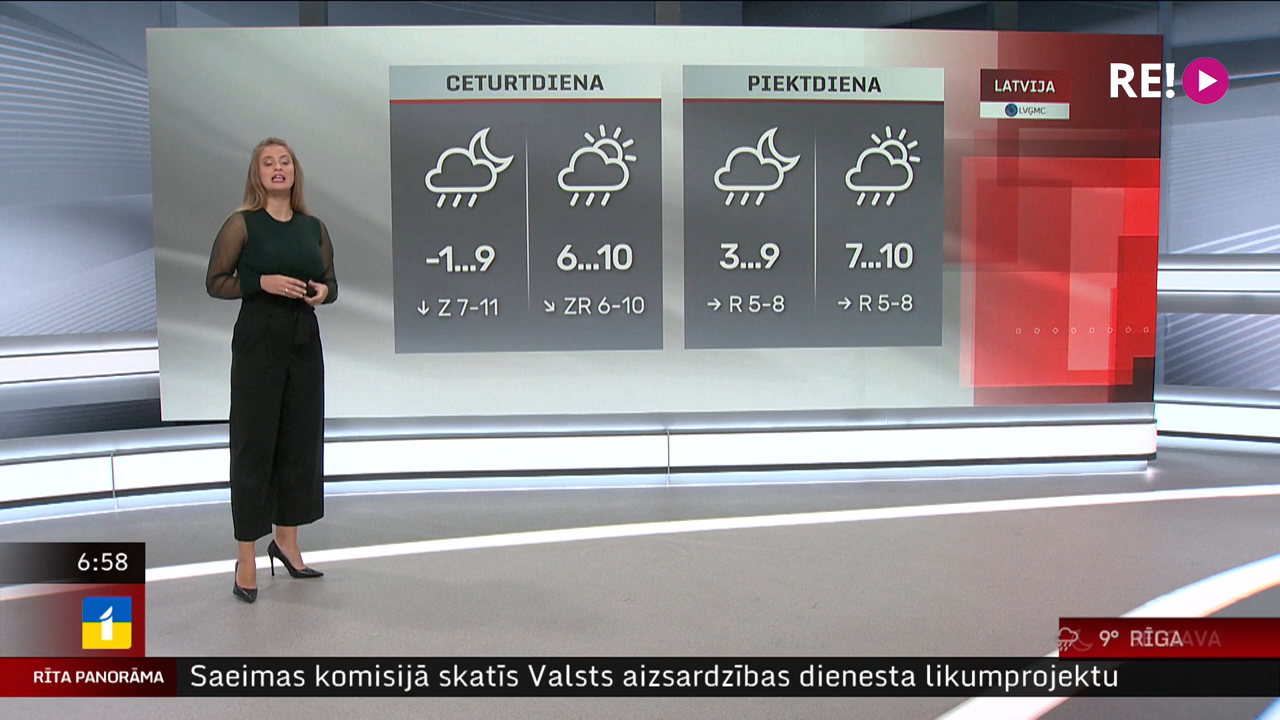 RE!
CETURTDIENA
PIEKTDIENA
LATVIJA
LVĢMC
-1...9
6...10
3...9
7...10
Z 7-11
ZR 6-10
R 5-8
R 5-8
6:58
1
9° RĪGA
RĪTA PANORĀMA
Saeimas komisijā skatīs Valsts aizsardzības dienesta likumprojektu